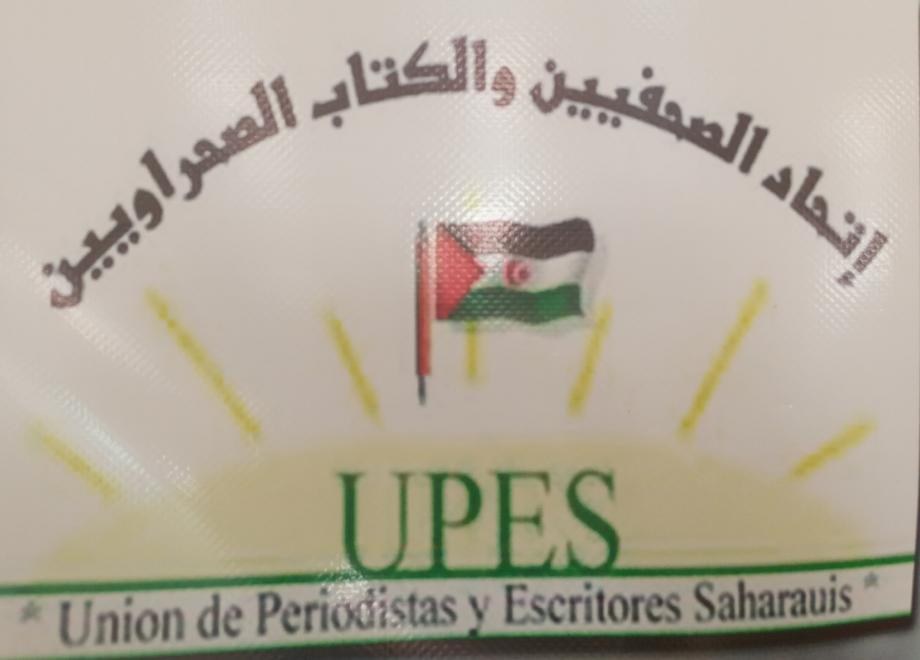 إتحاد الصحفيين والكتاب الصحراويين
UPES
* Union de Periodistas y Escritores Saharauis *